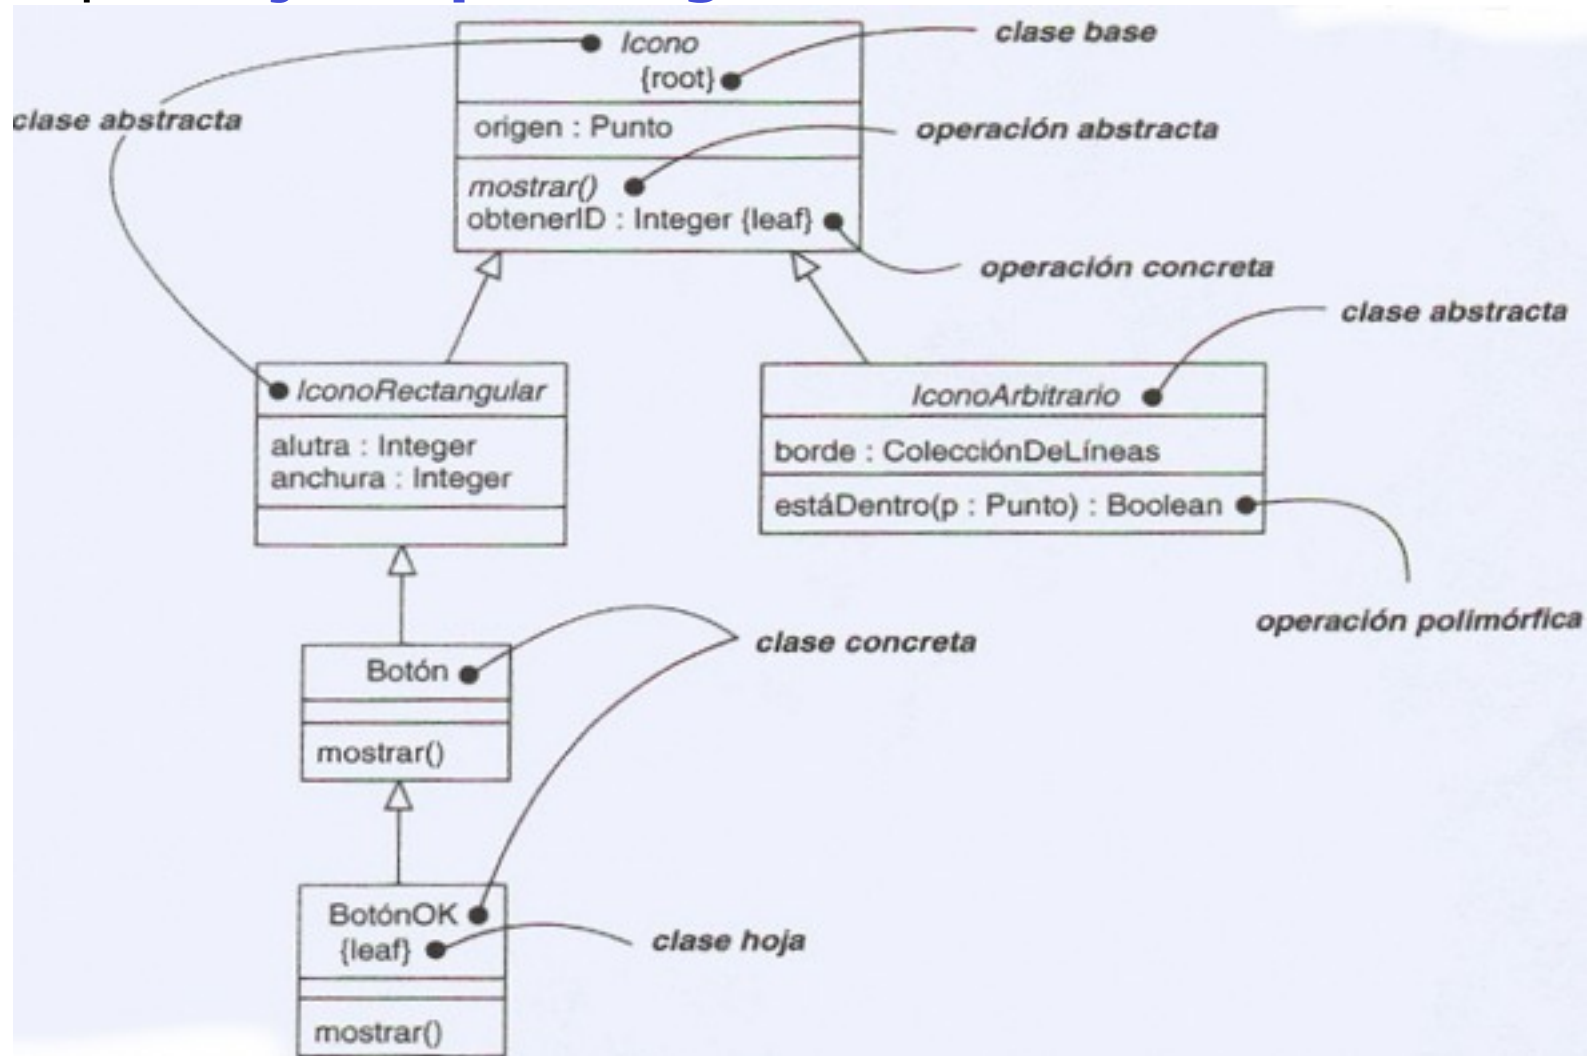 Icono
{root}
clase base
clase abstracta
origen : Punto
operación abstracta
mostrar()
obtenerID : Integer {leaf}
operación concreta
clase abstracta
IconoRectangular
alutra : Integer
anchura : Integer
IconoArbitrario
borde : ColecciónDeLíneas
estáDentro(p : Punto) : Boolean
operación polimórfica
Botón
clase concreta
mostrar()
BotónOK
{leaf}
clase hoja
mostrar()